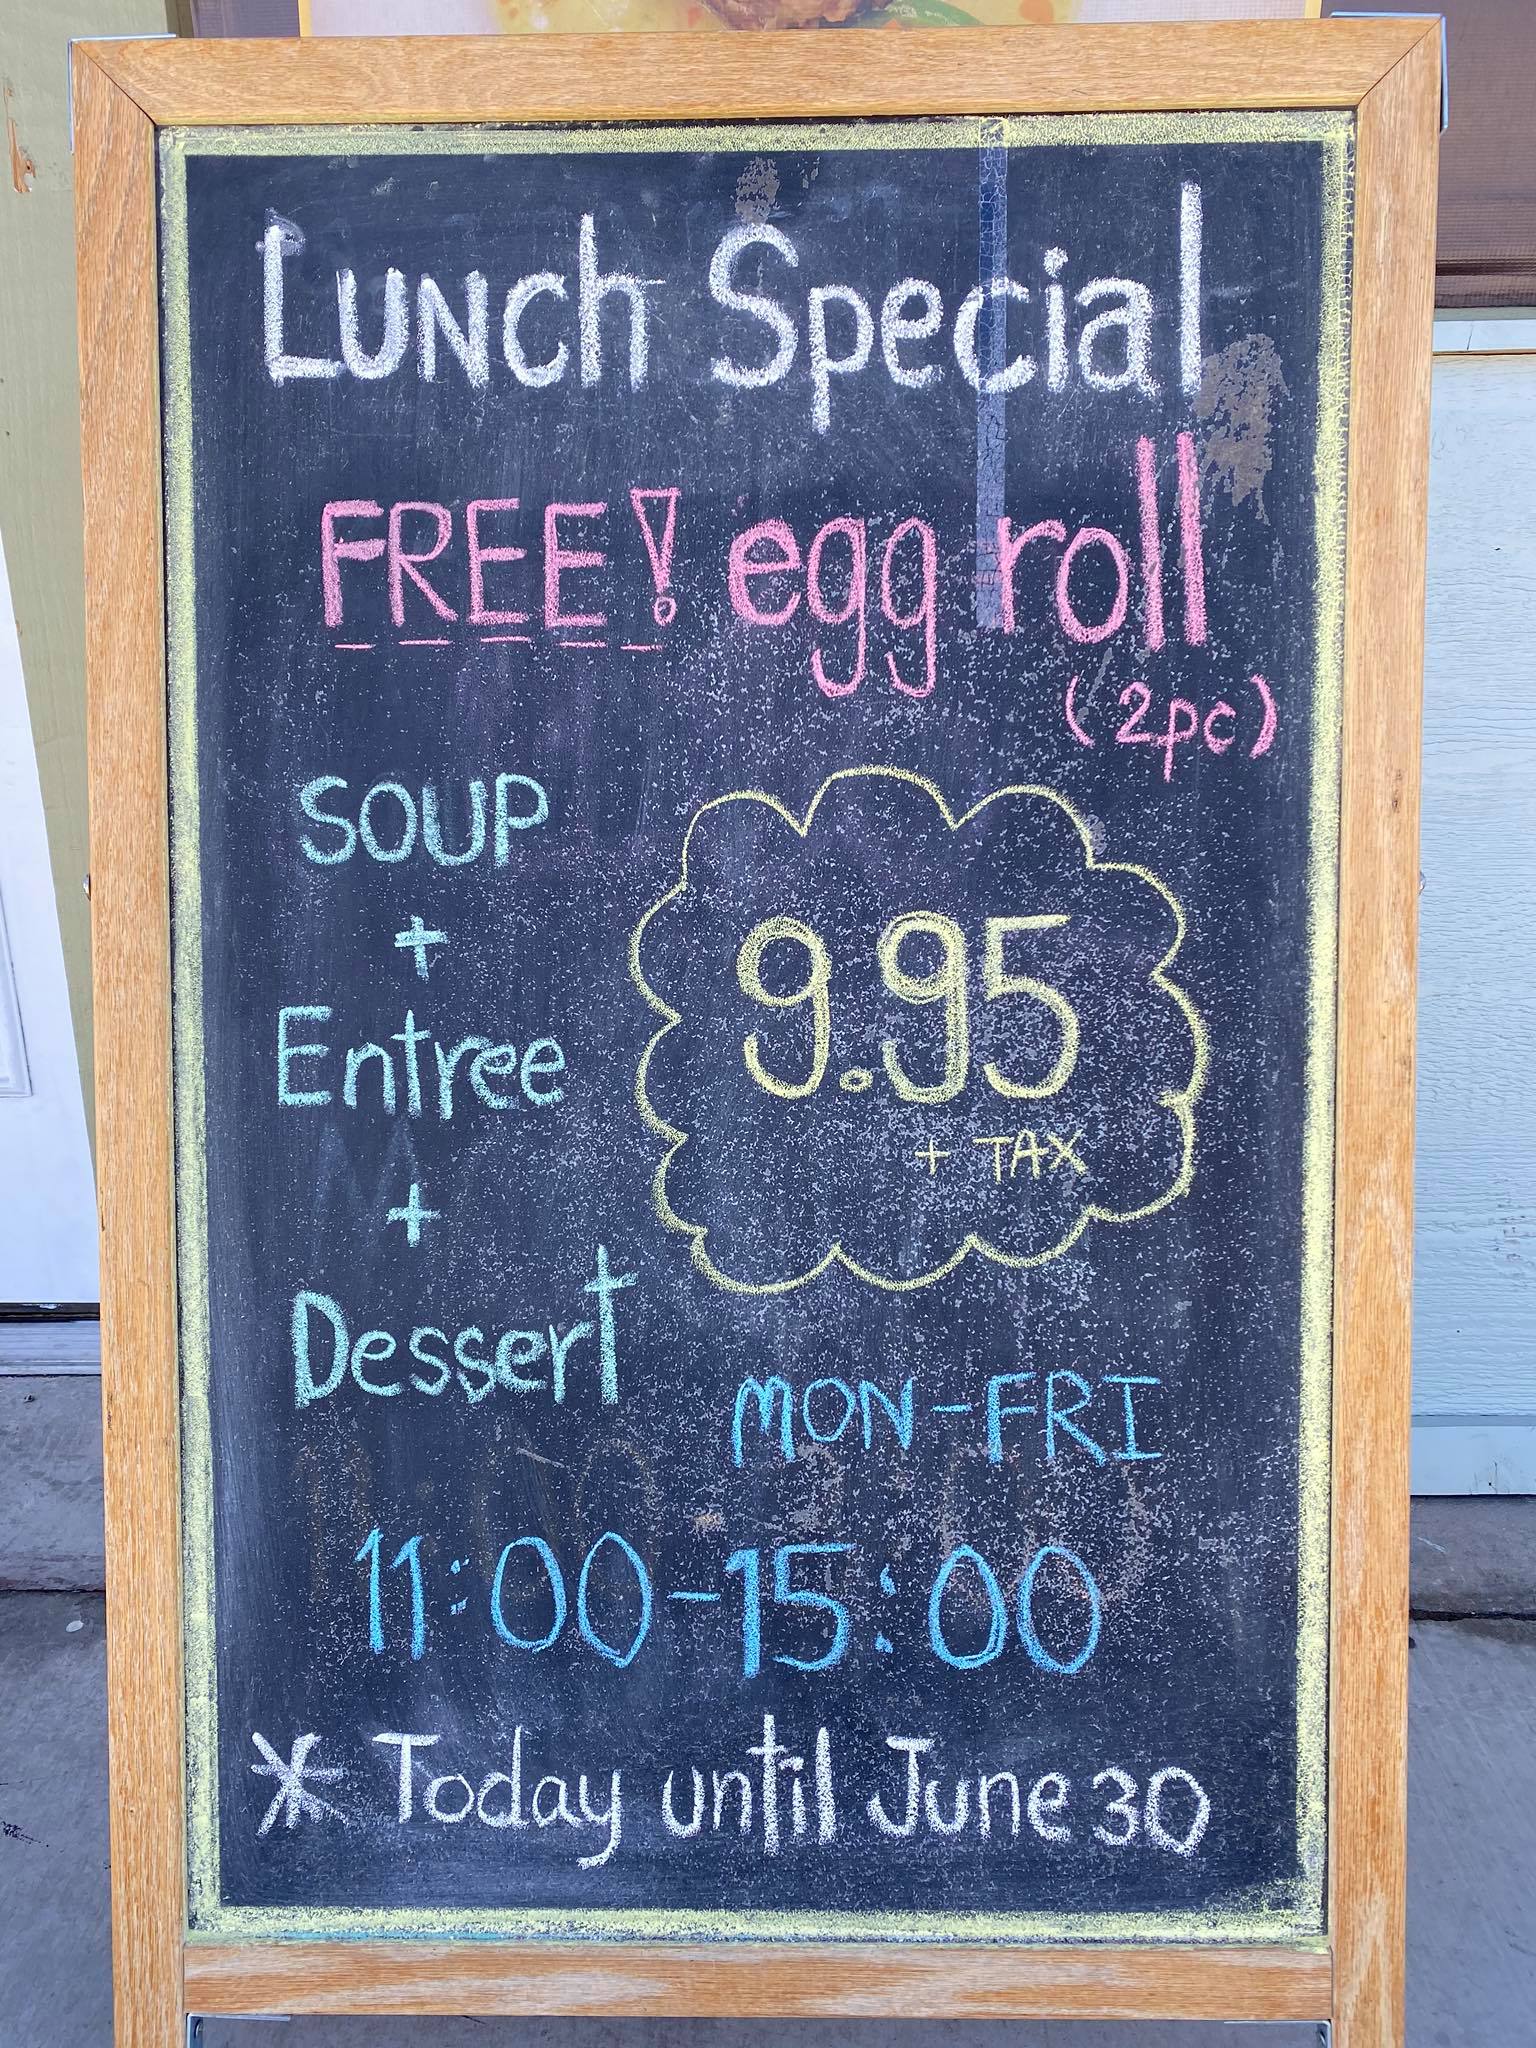 Lunch Special
FREE! egg roll
(2pc)
SOUP
+
Entree
+
Dessert
9.95
+ TAX
MON-FRI
11:00-15:00
* Today until June 30